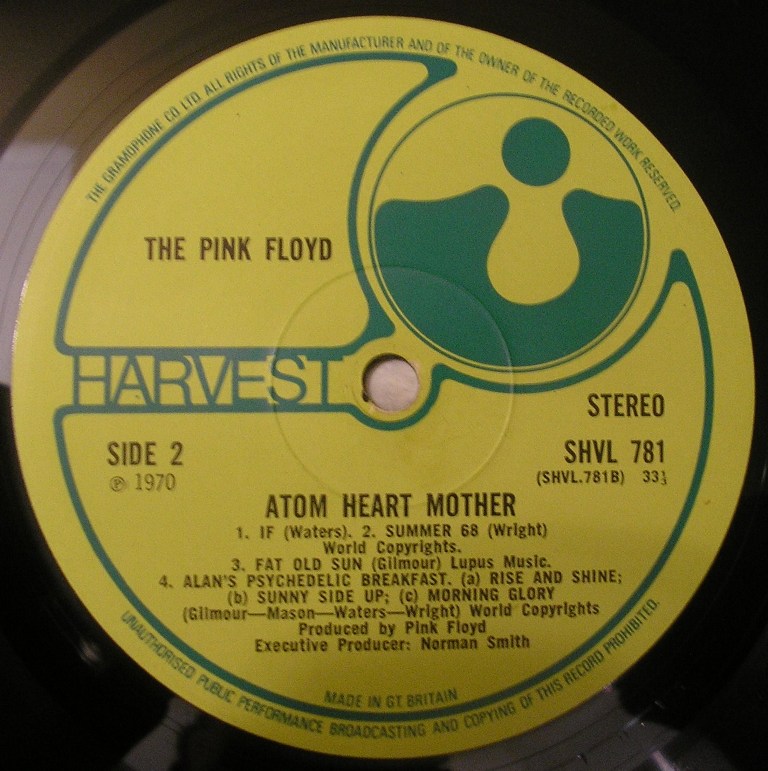 THE GRAMOPHONE CO LTD. ALL RIGHTS OF THE MANUFACTURER AND OF THE OWNER OF THE RECORDED WORK RESERVED.
THE PINK FLOYD
HARVEST
STEREO
SIDE 2
SHVL 781
℗ 1970
(SHVL.781B) 33⅓
ATOM HEART MOTHER
1. IF (Waters). 2. SUMMER 68 (Wright)
World Copyrights.
3. FAT OLD SUN (Gilmour) Lupus Music.
4. ALAN'S PSYCHEDELIC BREAKFAST. (a) RISE AND SHINE;
(b) SUNNY SIDE UP; (c) MORNING GLORY
(Gilmour—Mason—Waters—Wright) World Copyrights
Produced by Pink Floyd
Executive Producer: Norman Smith
MADE IN GT. BRITAIN
UNAUTHORISED PUBLIC PERFORMANCE BROADCASTING AND COPYING OF THIS RECORD PROHIBITED.